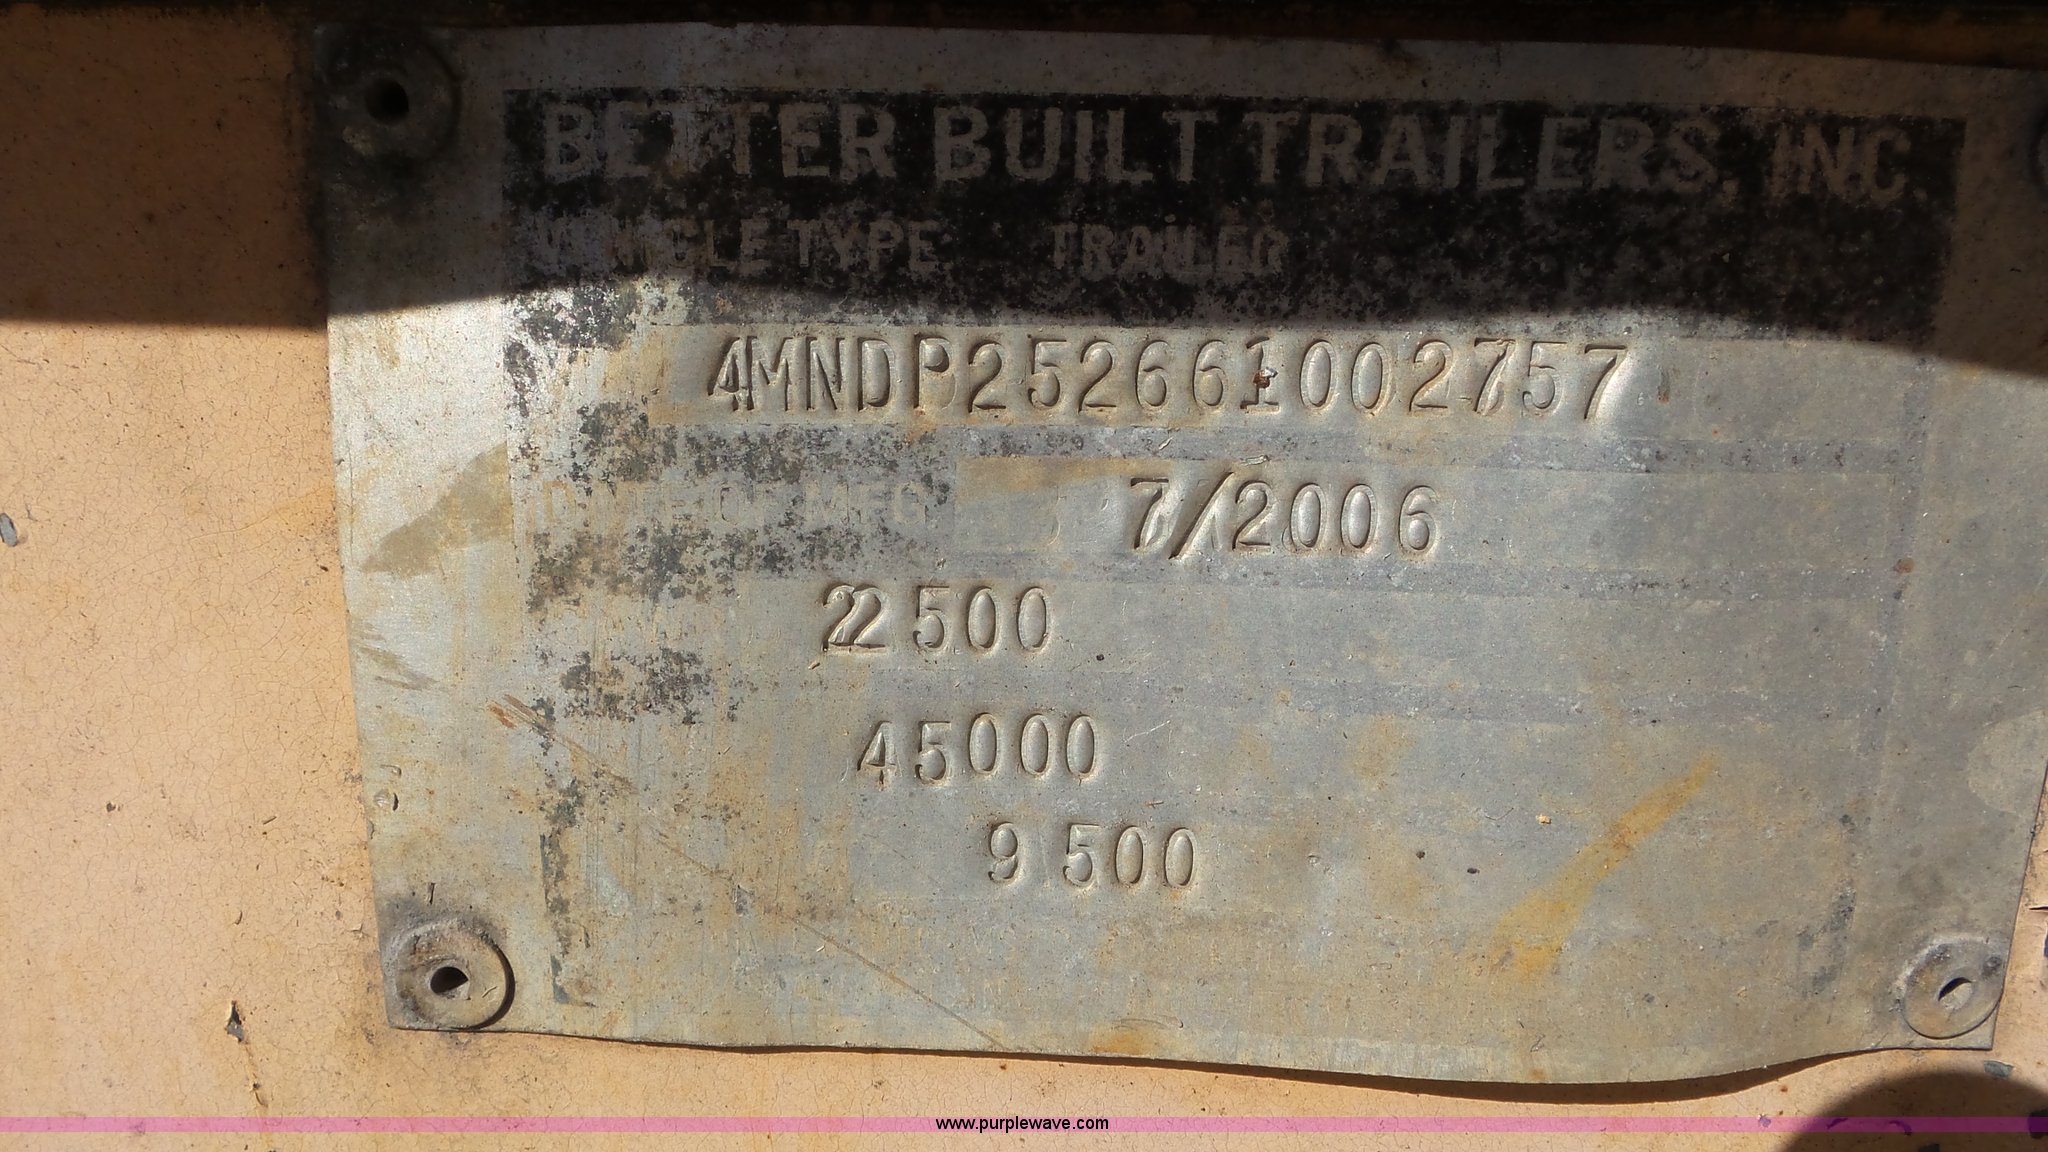 BETTER BUILT TRAILERS, INC.
VEHICLE TYPE TRAILER
4MNDP252661002757
DATE OF MFG 7/2006
22500
45000
9500
www.purplewave.com